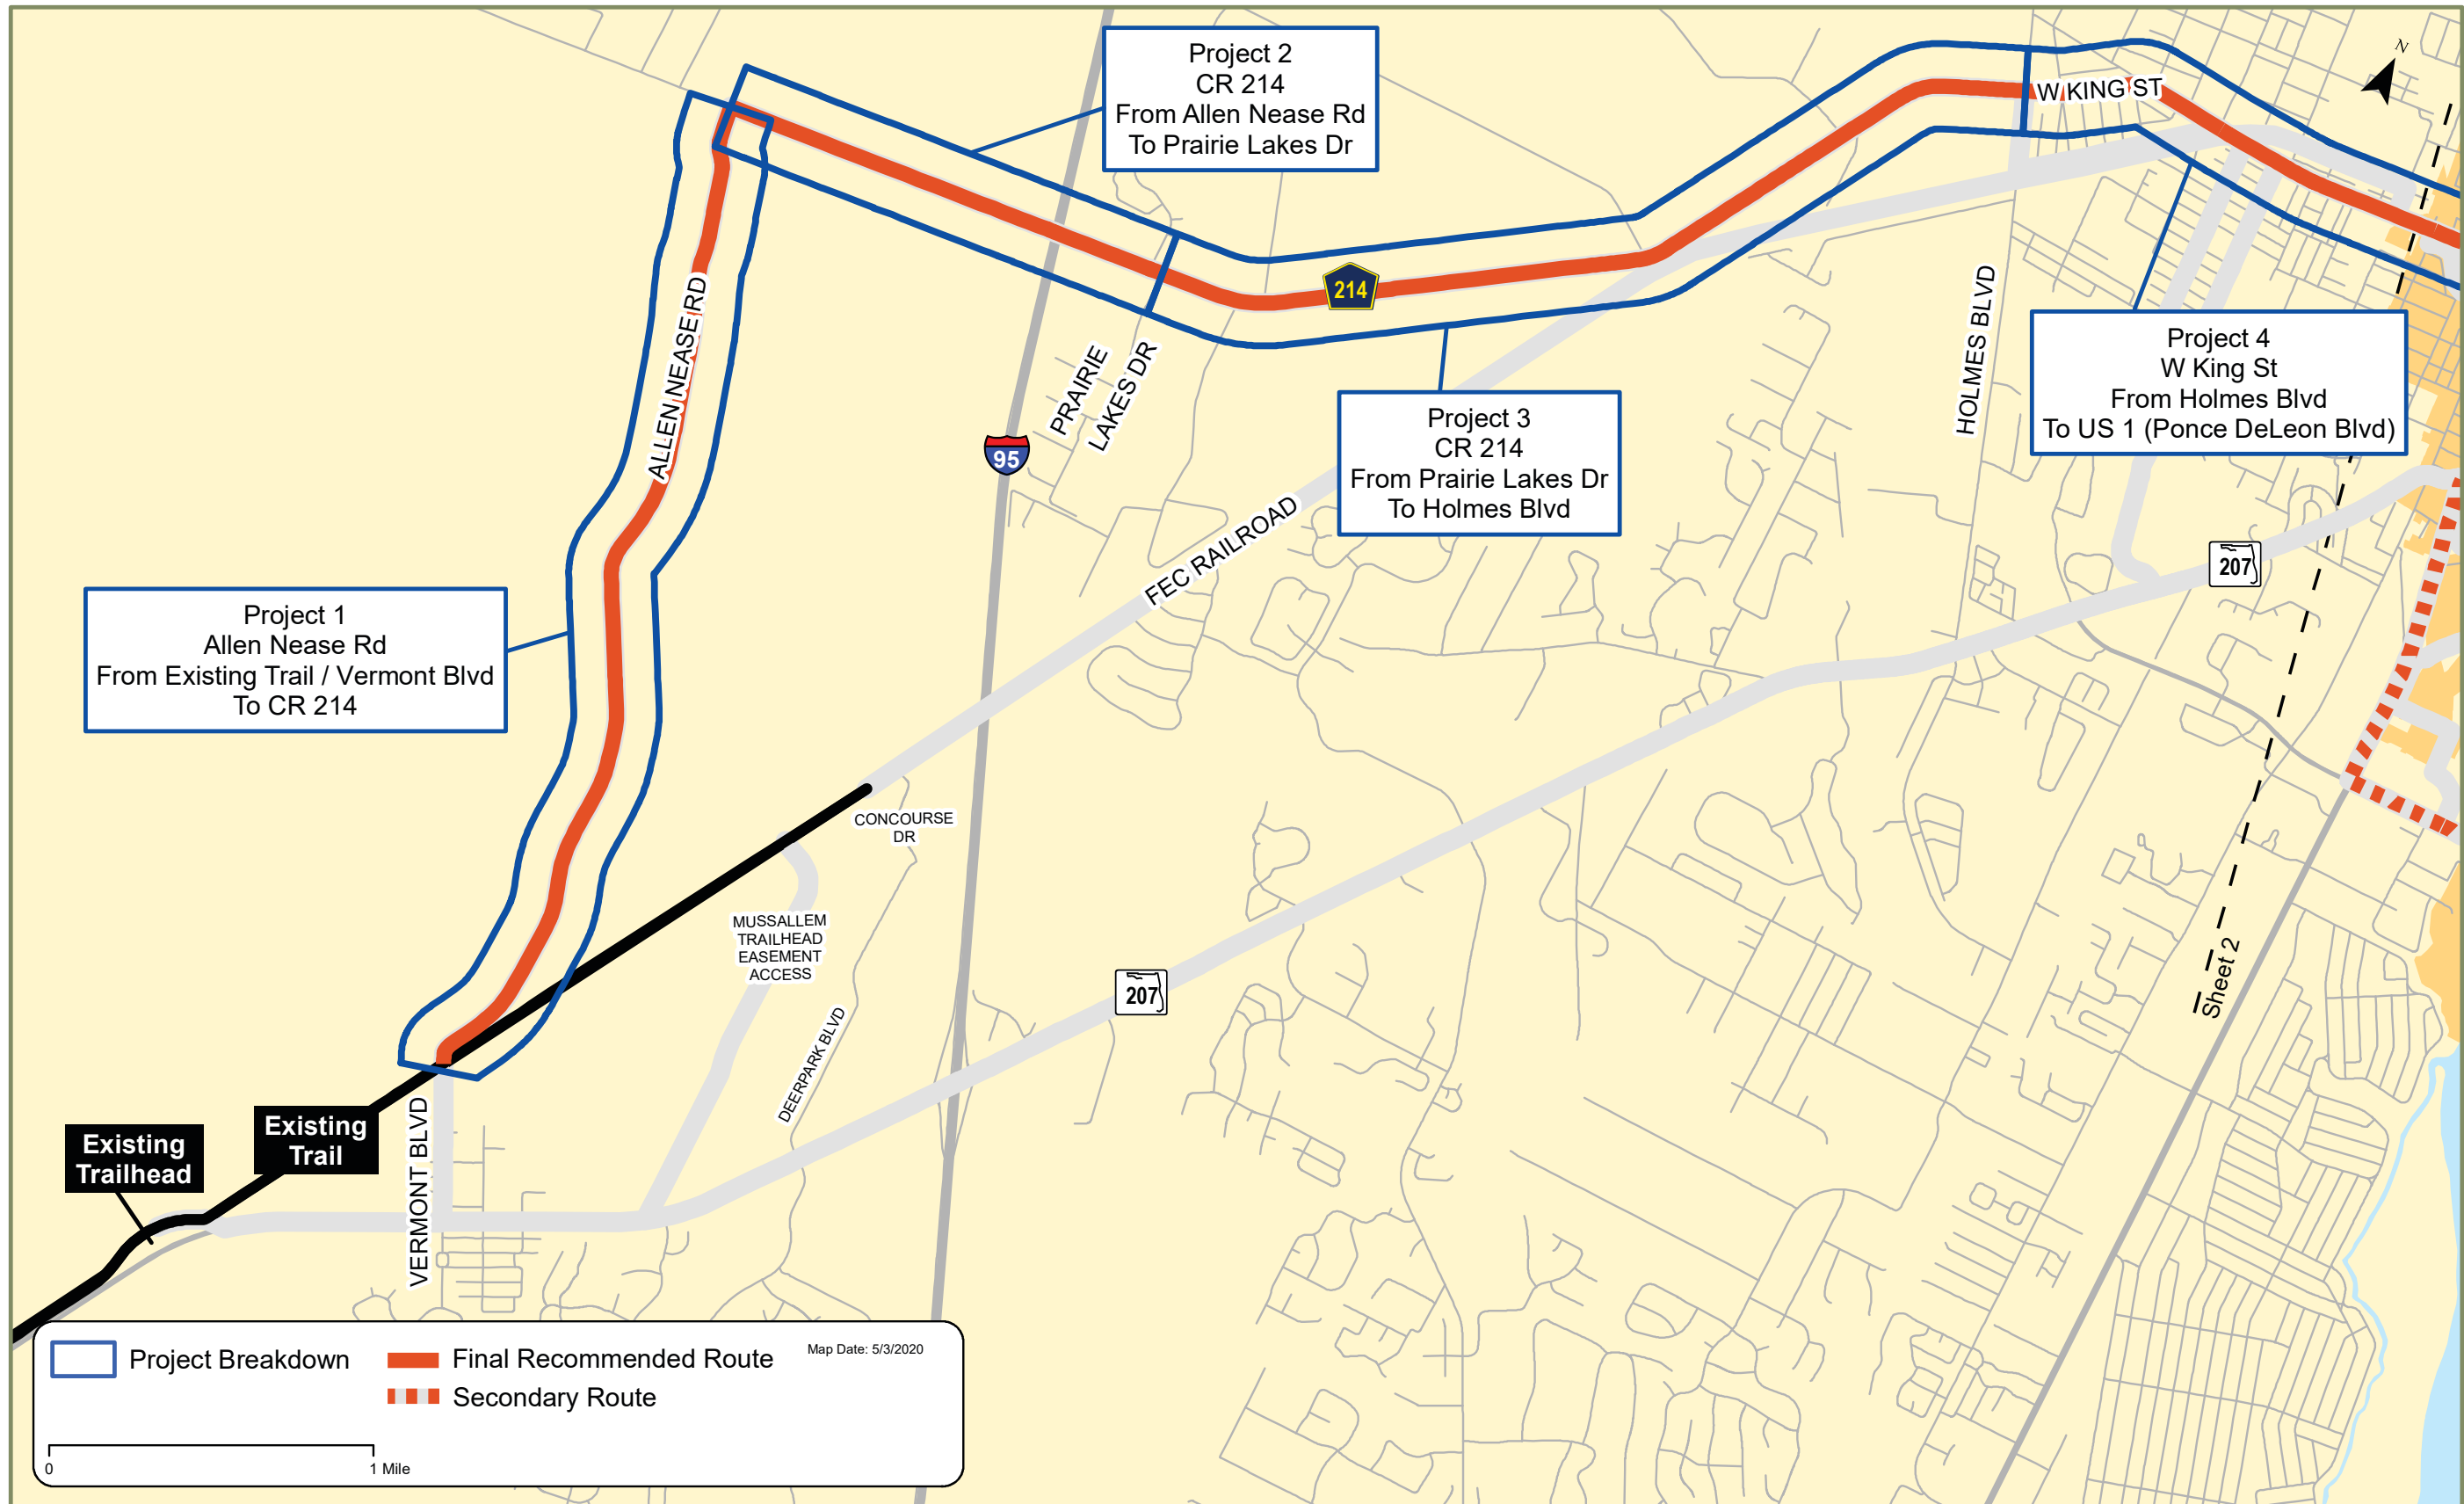 Project 2
CR 214
From Allen Nease Rd
To Prairie Lakes Dr
N
W KING ST
214
ALLEN NEASE RD
PRAIRIE
LAKES DR
95
HOLMES BLVD
Project 4
W King St
From Holmes Blvd
To US 1 (Ponce DeLeon Blvd)
Project 3
CR 214
From Prairie Lakes Dr
To Holmes Blvd
FEC RAILROAD
207
Project 1
Allen Nease Rd
From Existing Trail / Vermont Blvd
To CR 214
CONCOURSE
DR
MUSSALLEM
TRAILHEAD
EASEMENT
ACCESS
207
Sheet 2
DEERPARK BLVD
Existing
Trail
Existing
Trailhead
VERMONT BLVD
Project Breakdown
Final Recommended Route
Map Date: 5/3/2020
Secondary Route
0
1 Mile